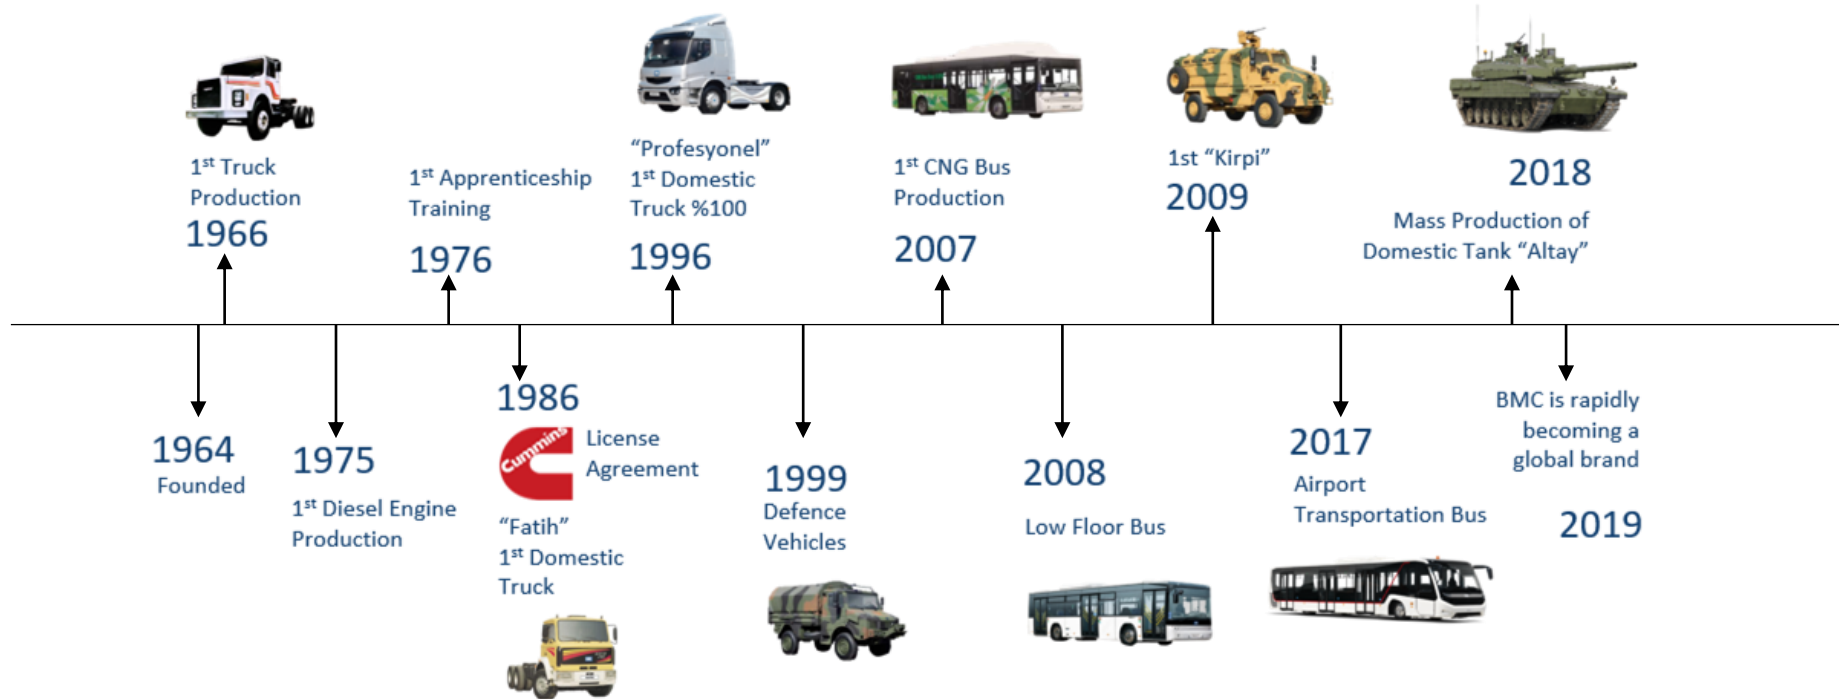 1st Truck
Production
1966
1st Apprenticeship
Training
1976
“Profesyonel”
1st Domestic
Truck %100
1996
1st CNG Bus
Production
2007
1st “Kirpi”
2009
2018
Mass Production of
Domestic Tank “Altay”
1964
Founded
1975
1st Diesel Engine
Production
1986
Cummins
License
Agreement
“Fatih”
1st Domestic
Truck
1999
Defence
Vehicles
2008
Low Floor Bus
2017
Airport
Transportation Bus
BMC is rapidly
becoming a
global brand
2019